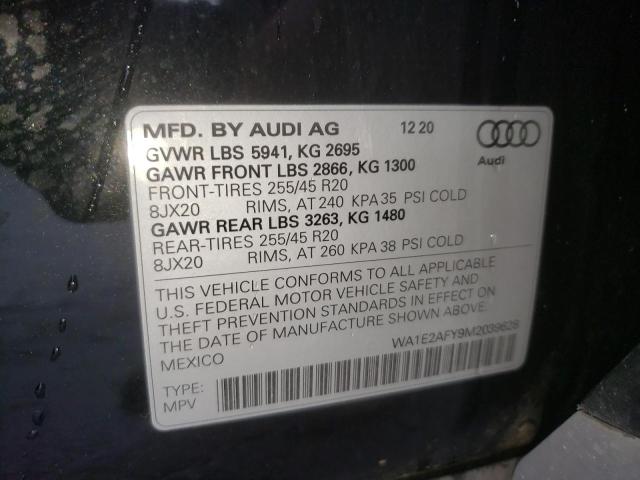 MFD. BY AUDI AG 12 20
Audi
GVWR LBS 5941, KG 2695
GAWR FRONT LBS 2866, KG 1300
FRONT-TIRES 255/45 R20
8JX20 RIMS, AT 240 KPA 35 PSI COLD
GAWR REAR LBS 3263, KG 1480
REAR-TIRES 255/45 R20
8JX20 RIMS, AT 260 KPA 38 PSI COLD
THIS VEHICLE CONFORMS TO ALL APPLICABLE
U.S. FEDERAL MOTOR VEHICLE SAFETY AND
THEFT PREVENTION STANDARDS IN EFFECT ON
THE DATE OF MANUFACTURE SHOWN ABOVE.
MEXICO WA1E2AFY9M2039628
TYPE:
MPV